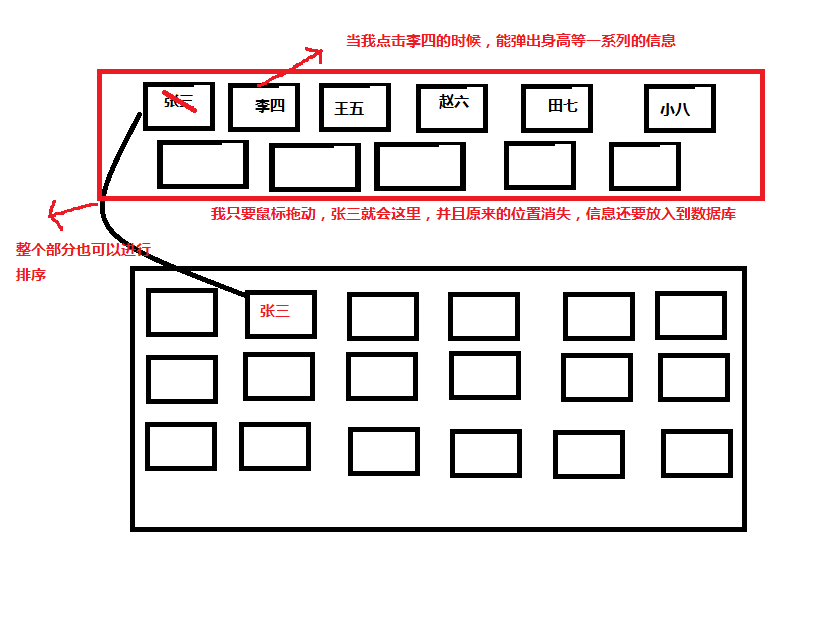 当我点击李四的时候，能弹出身高等一系列的信息
张三
李四
王五
赵六
田七
小八
我只要鼠标拖动，张三就会这里，并且原来的位置消失，信息还要放入到数据库
整个部分也可以进行
排序
张三